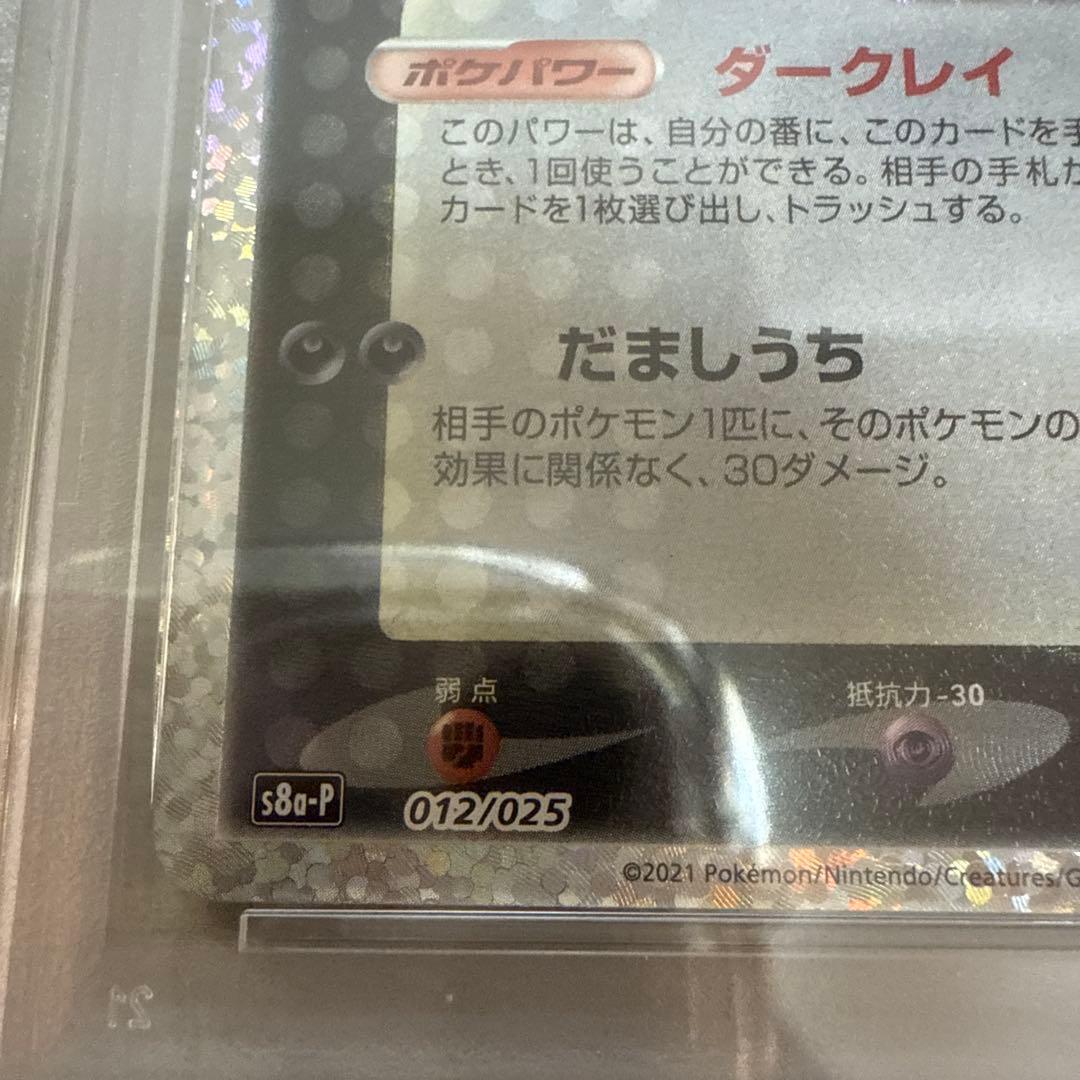 ポケパワー ダークレイ
このパワーは、自分の番に、このカードを手
とき、1回使うことができる。相手の手札か
カードを1枚選び出し、トラッシュする。
だましうち
相手のポケモン1匹に、そのポケモンの
効果に関係なく、30ダメージ。
弱点 抵抗力-30
s8a-P 012/025
©2021 Pokémon/Nintendo/Creatures/G
21